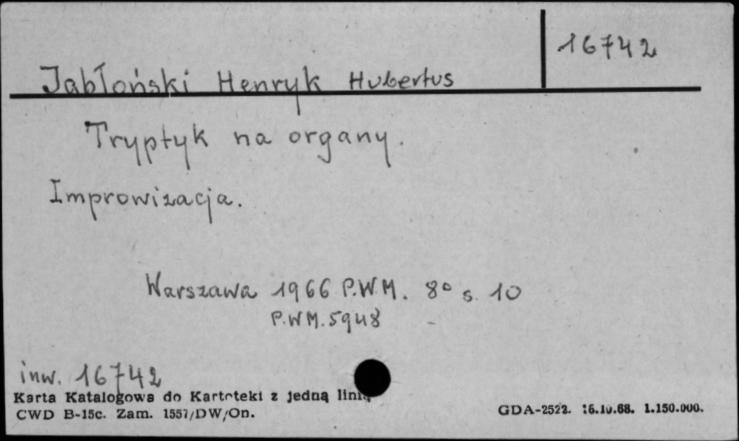 16742
Jabłoński Henryk Hubertus
Tryptyk na organy.
Improwizacja.
Warszawa 1966 P.W.M. 8° s. 10
P.W.M. 5948
inw. 16742
Karta Katalogowa do Kartoteki z jedną linią
CWD B-15c. Zam. 1557/DW/On. GDA-2522. 16.10.68. 1.150.000.